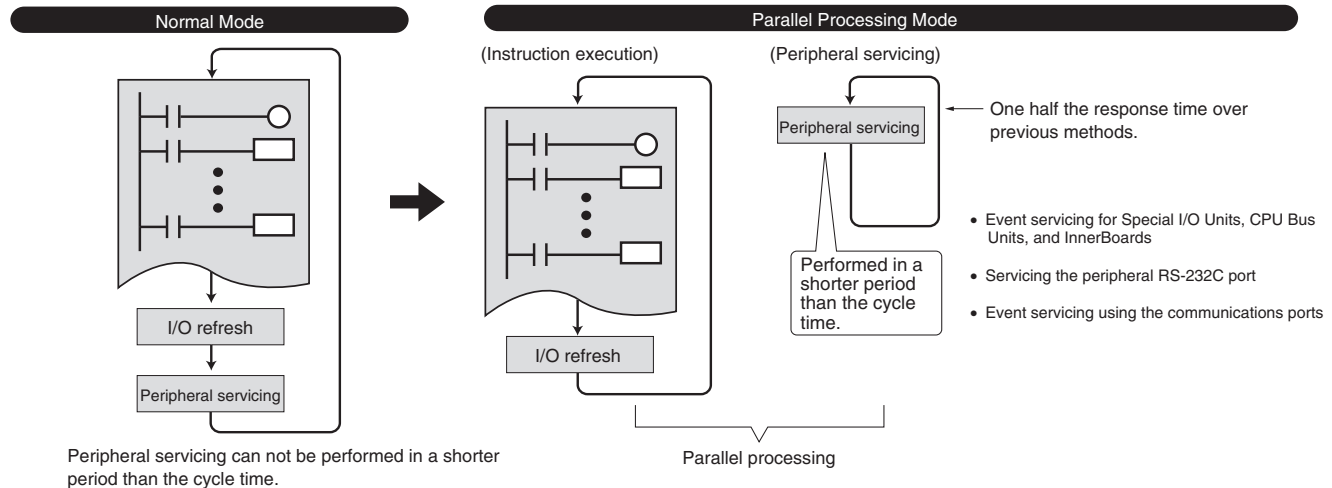 Normal Mode
I/O refresh
Peripheral servicing
Peripheral servicing can not be performed in a shorter
period than the cycle time.
Parallel Processing Mode
(Instruction execution)
I/O refresh
(Peripheral servicing)
Peripheral servicing
One half the response time over
previous methods.
Performed in a
shorter period
than the cycle
time.
• Event servicing for Special I/O Units, CPU Bus
Units, and InnerBoards
• Servicing the peripheral RS-232C port
• Event servicing using the communications ports
Parallel processing